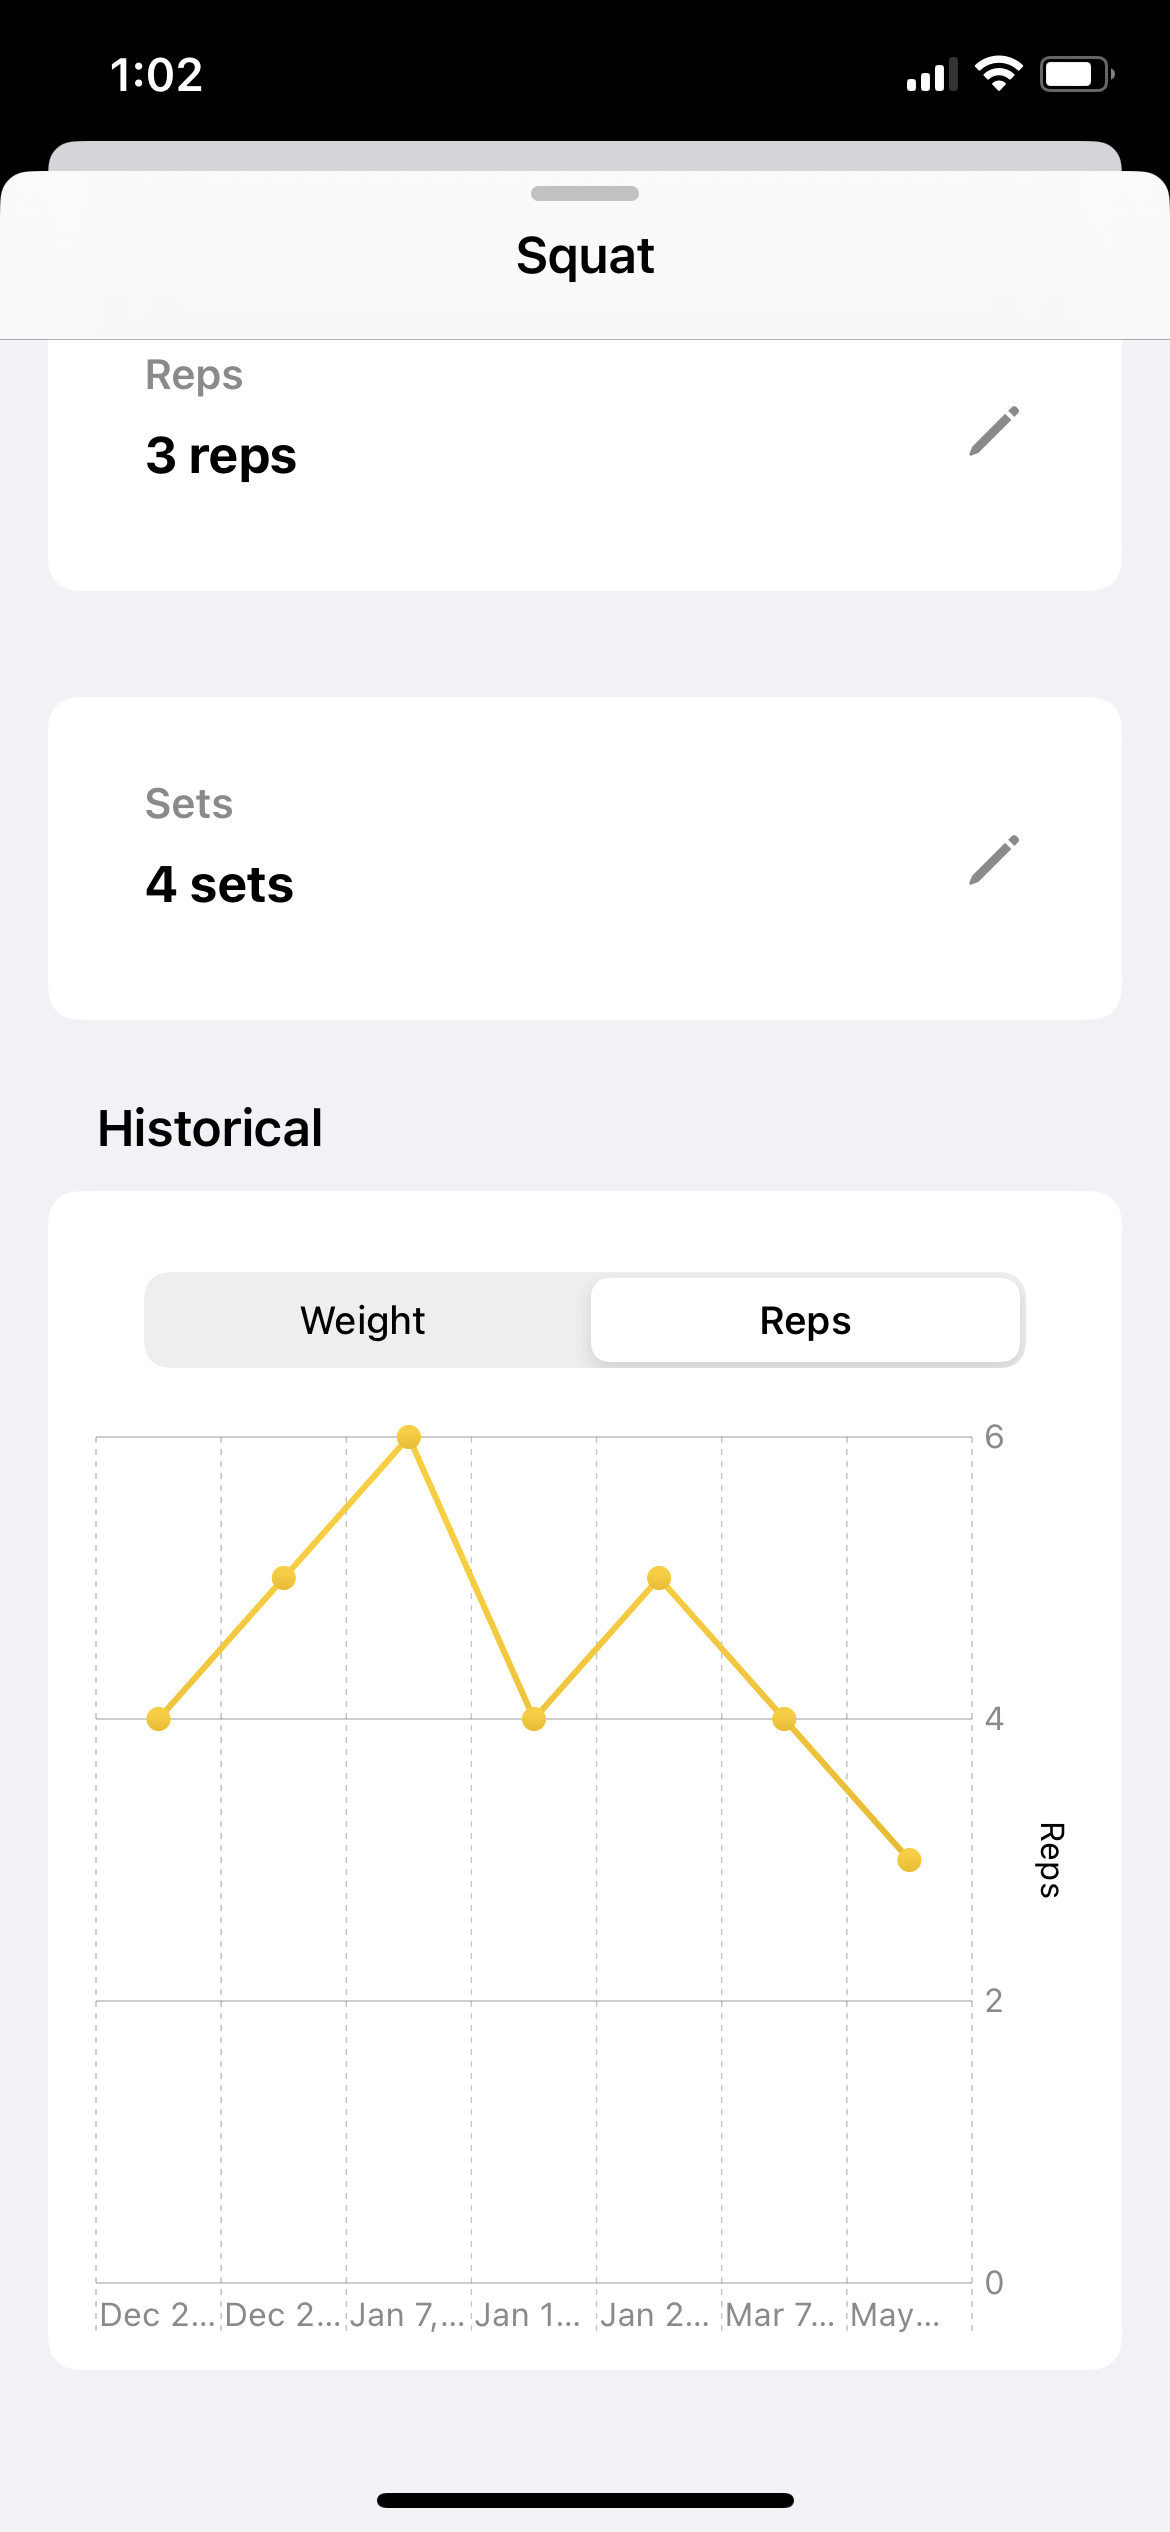 1:02
Squat
Reps
3 reps
Sets
4 sets
Historical
Weight Reps
6
4
Reps
2
0
Dec 2... Dec 2... Jan 7,... Jan 1... Jan 2... Mar 7... May...